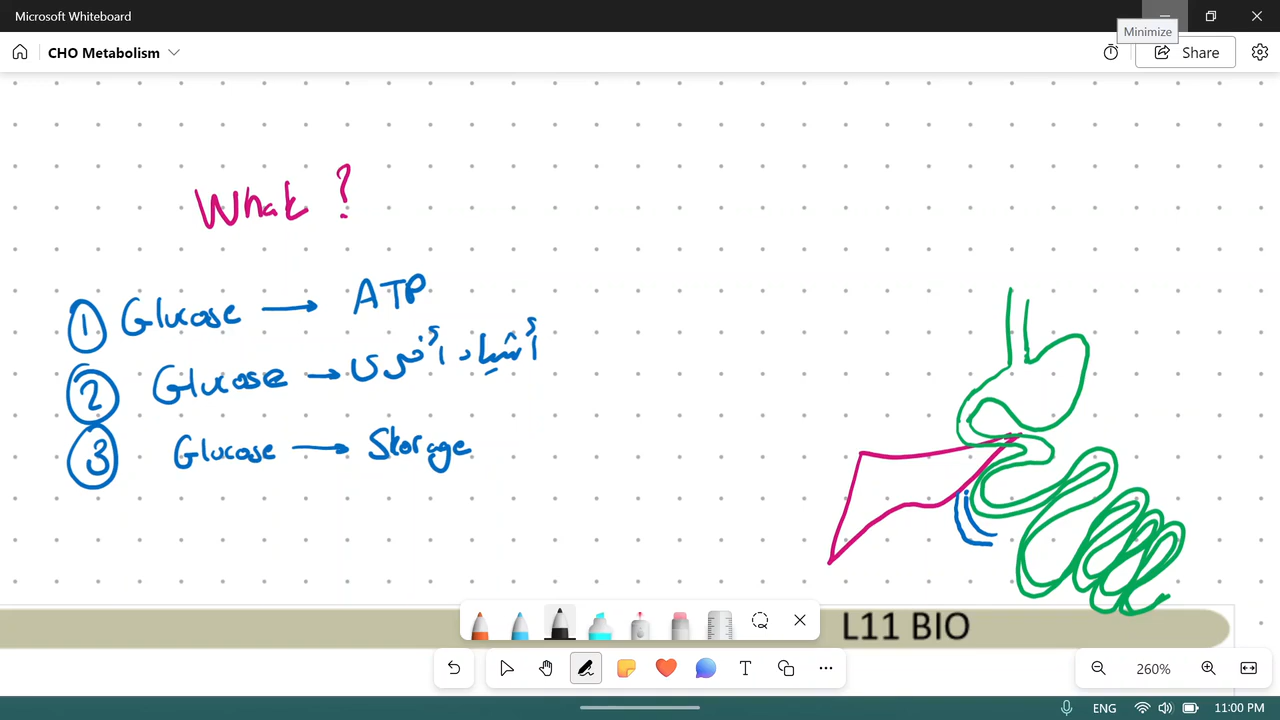 Microsoft Whiteboard
Minimize
CHO Metabolism
Share
What ?
1 Glucose → ATP
2 Glucose → أشياء أخرى
3 Glucose → Storage
L11 BIO
260%
ENG
11:00 PM